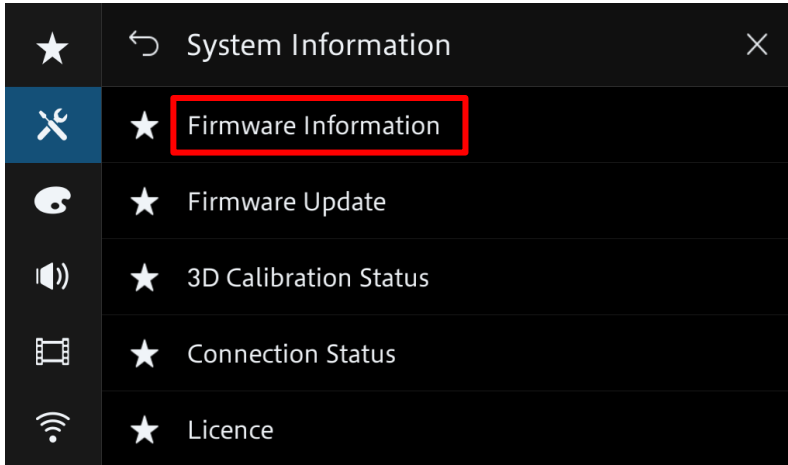 System Information
Firmware Information
Firmware Update
3D Calibration Status
Connection Status
Licence